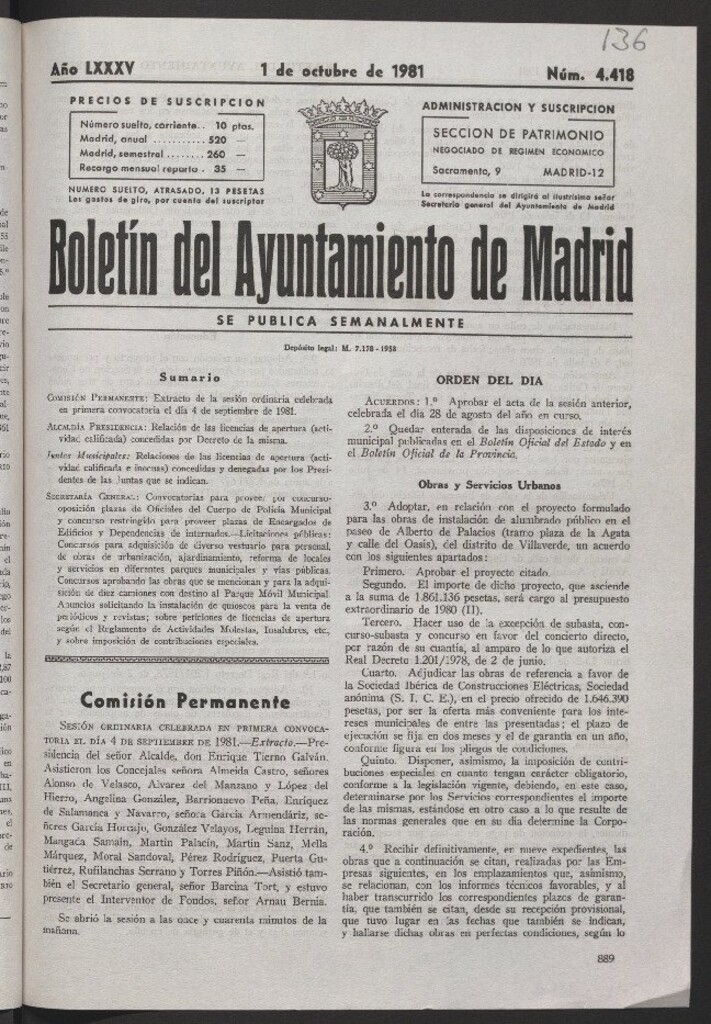 136
Año LXXXV
1 de octubre de 1981
Núm. 4.418
PRECIOS DE SUSCRIPCION
Número suelto, corriente.. 10 ptas.
Madrid, anual ........... 520 —
Madrid, semestral ........ 260 —
Recargo mensual reparto . 35 —
NUMERO SUELTO, ATRASADO, 13 PESETAS
Los gastos de giro, por cuenta del suscriptor
ADMINISTRACION Y SUSCRIPCION
SECCION DE PATRIMONIO
NEGOCIADO DE REGIMEN ECONOMICO
Sacramento, 9 MADRID-12
La correspondencia se dirigirá al ilustrísimo señor
Secretario general del Ayuntamiento de Madrid
Boletín del Ayuntamiento de Madrid
SE PUBLICA SEMANALMENTE
Depósito legal: M. 7.178 - 1958
Sumario
COMISIÓN PERMANENTE: Extracto de la sesión ordinaria celebrada
en primera convocatoria el día 4 de septiembre de 1981.
ALCALDÍA PRESIDENCIA: Relación de las licencias de apertura (acti-
vidad calificada) concedidas por Decreto de la misma.
Juntas Municipales: Relaciones de las licencias de apertura (acti-
vidad calificada e inocuas) concedidas y denegadas por los Presi-
dentes de las Juntas que se indican.
SECRETARÍA GENERAL: Convocatorias para proveer por concurso-
oposición plazas de Oficiales del Cuerpo de Policía Municipal
y concurso restringido para proveer plazas de Encargados de
Edificios y Dependencias de internados.—Licitaciones públicas:
Concursos para adquisición de diverso vestuario para personal,
de obras de urbanización, ajardinamiento, reforma de locales
y servicios en diferentes parques municipales y vías públicas.
Concursos aprobando las obras que se mencionan y para la adqui-
sición de diez camiones con destino al Parque Móvil Municipal.
Anuncios solicitando la instalación de quioscos para la venta de
periódicos y revistas; sobre peticiones de licencias de apertura
según el Reglamento de Actividades Molestas, Insalubres, etc.,
y sobre imposición de contribuciones especiales.
Comisión Permanente
SESIÓN ORDINARIA CELEBRADA EN PRIMERA CONVOCA-
TORIA EL DÍA 4 DE SEPTIEMBRE DE 1981.—Extracto.—Pre-
sidencia del señor Alcalde, don Enrique Tierno Galván.
Asistieron los Concejales señora Almeida Castro, señores
Alonso de Velasco, Alvarez del Manzano y López del
Hierro, Angelina González, Barrionuevo Peña, Enríquez
de Salamanca y Navarro, señora García Armendáriz, se-
ñores García Horcajo, González Velayos, Leguina Herrán,
Mangada Samáin, Martín Palacín, Martín Sanz, Mella
Márquez, Moral Sandoval, Pérez Rodríguez, Puerta Gu-
tiérrez, Rufilanchas Serrano y Torres Piñón.—Asistió tam-
bién el Secretario general, señor Barcina Tort, y estuvo
presente el Interventor de Fondos, señor Arnau Bernia.
Se abrió la sesión a las once y cuarenta minutos de la
mañana.
ORDEN DEL DIA
ACUERDOS: 1.º Aprobar el acta de la sesión anterior,
celebrada el día 28 de agosto del año en curso.
2.º Quedar enterada de las disposiciones de interés
municipal publicadas en el Boletín Oficial del Estado y en
el Boletín Oficial de la Provincia.
Obras y Servicios Urbanos
3.º Adoptar, en relación con el proyecto formulado
para las obras de instalación de alumbrado público en el
paseo de Alberto de Palacios (tramo plaza de la Agata
y calle del Oasis), del distrito de Villaverde, un acuerdo
con los siguientes apartados:
Primero. Aprobar el proyecto citado.
Segundo. El importe de dicho proyecto, que asciende
a la suma de 1.861.136 pesetas, será cargo al presupuesto
extraordinario de 1980 (II).
Tercero. Hacer uso de la excepción de subasta, con-
curso-subasta y concurso en favor del concierto directo,
por razón de su cuantía, al amparo de lo que autoriza el
Real Decreto 1.201/1978, de 2 de junio.
Cuarto. Adjudicar las obras de referencia a favor de
la Sociedad Ibérica de Construcciones Eléctricas, Sociedad
anónima (S. I. C. E.), en el precio ofrecido de 1.646.390
pesetas, por ser la oferta más conveniente para los inte-
reses municipales de entre las presentadas; el plazo de
ejecución se fija en dos meses y el de garantía en un año,
conforme figura en los pliegos de condiciones.
Quinto. Disponer, asimismo, la imposición de contri-
buciones especiales en cuanto tengan carácter obligatorio,
conforme a la legislación vigente, debiendo, en este caso,
determinarse por los Servicios correspondientes el importe
de las mismas, estándose en otro caso a lo que resulte de
las normas generales que en su día determine la Corpo-
ración.
4.º Recibir definitivamente, en nueve expedientes, las
obras que a continuación se citan, realizadas por las Em-
presas siguientes, en los emplazamientos que, asimismo,
se relacionan, con los informes técnicos favorables, y al
haber transcurrido los correspondientes plazos de garan-
tía, que también se citan, desde su recepción provisional,
que tuvo lugar en las fechas que también se indican,
y hallarse dichas obras en perfectas condiciones, según lo
889